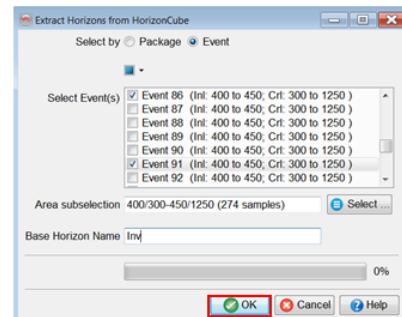 Extract Horizons from HorizonCube
Select by Package Event
Select Event(s)
Event 86 (Inl: 400 to 450; Crl: 300 to 1250 )
Event 87 (Inl: 400 to 450; Crl: 300 to 1250 )
Event 88 (Inl: 400 to 450; Crl: 300 to 1250 )
Event 89 (Inl: 400 to 450; Crl: 300 to 1250 )
Event 90 (Inl: 400 to 450; Crl: 300 to 1250 )
Event 91 (Inl: 400 to 450; Crl: 300 to 1250 )
Event 92 (Inl: 400 to 450; Crl: 300 to 1250 )
Area subselection 400/300-450/1250 (274 samples) Select ...
Base Horizon Name Inv
0%
OK Cancel Help